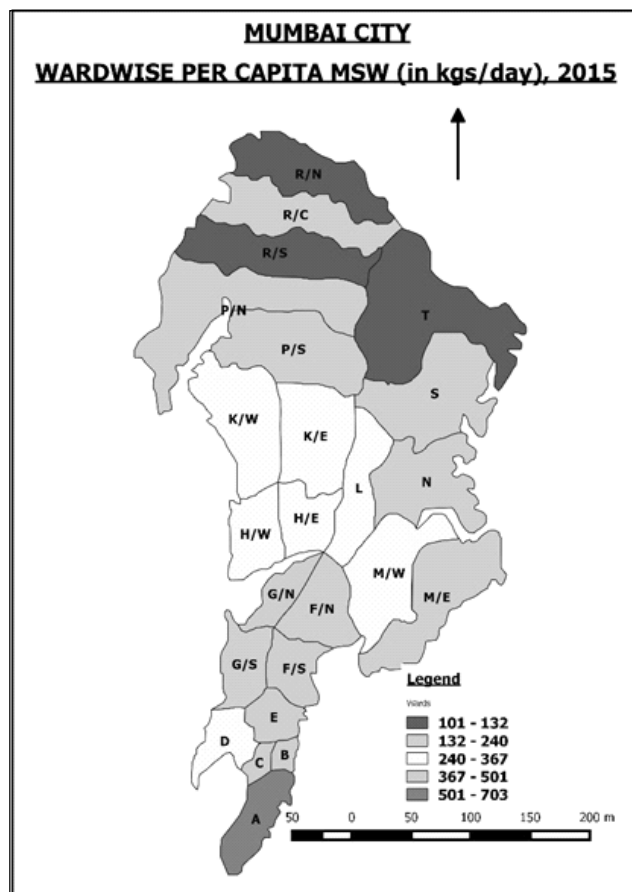 MUMBAI CITY
WARDWISE PER CAPITA MSW (in kgs/day), 2015
R/N
R/C
R/S
P/N
T
P/S
S
K/W
K/E
L
N
H/W
H/E
M/W
M/E
G/N
F/N
G/S
F/S
E
D
C
B
A
Legend
Wards
101 - 132
132 - 240
240 - 367
367 - 501
501 - 703
50 0 50 100 150 200 m